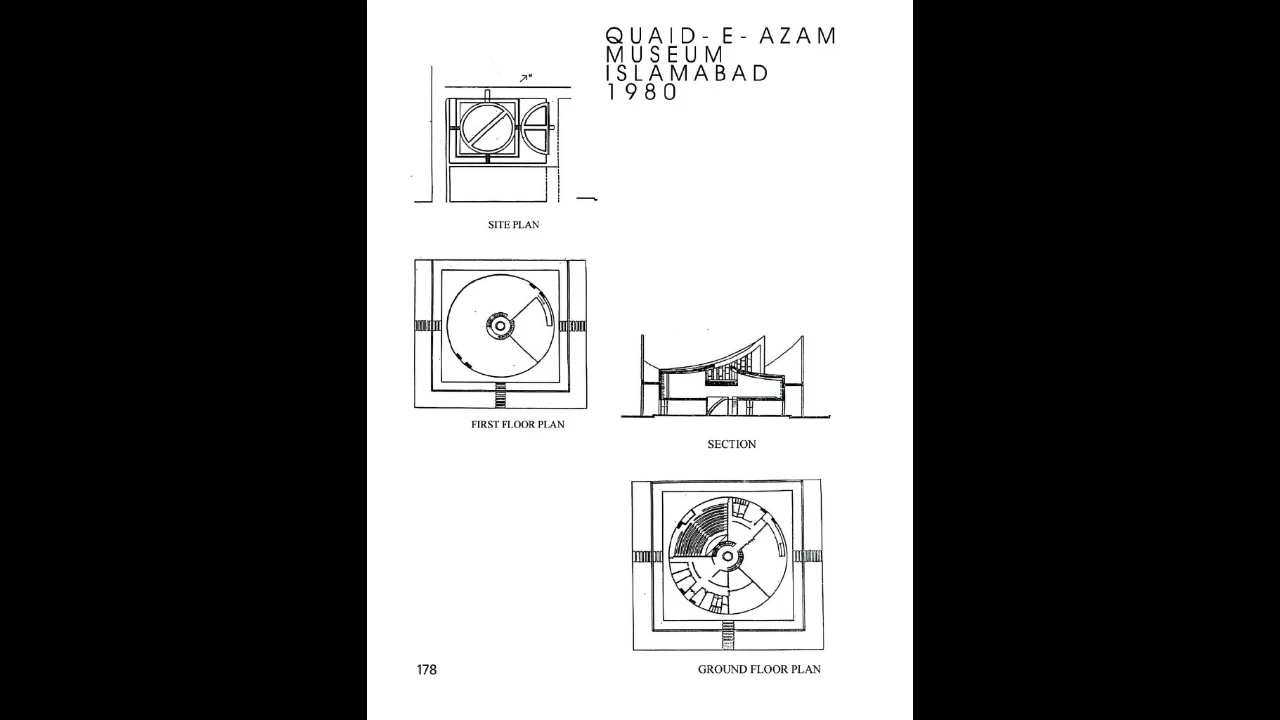 QUAID- E- AZAM
MUSEUM
ISLAMABAD
1980
SITE PLAN
FIRST FLOOR PLAN
SECTION
GROUND FLOOR PLAN
178